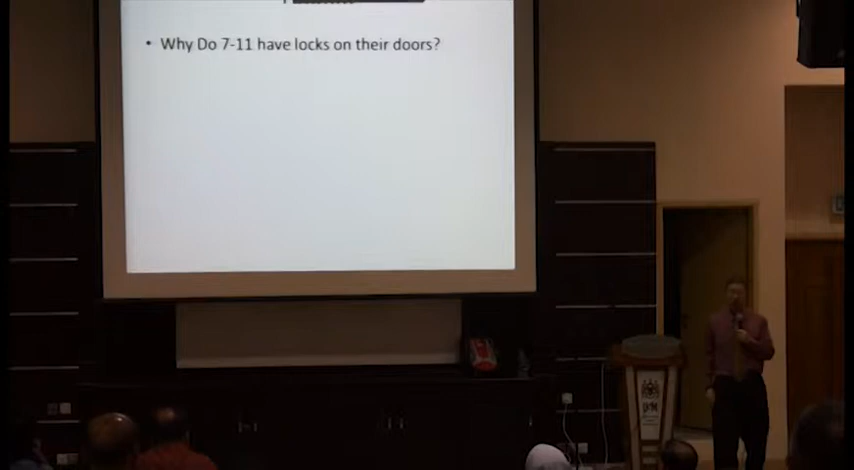 • Why Do 7-11 have locks on their doors?